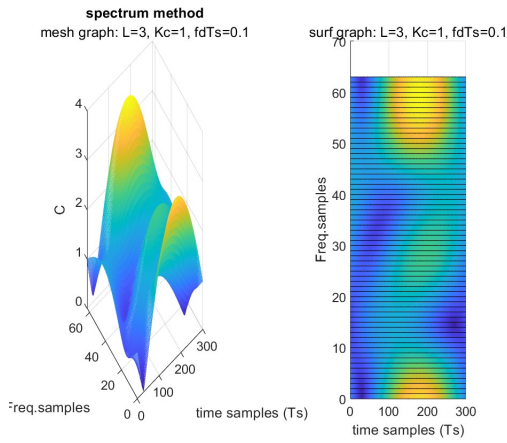 spectrum method
mesh graph: L=3, Kc=1, fdTs=0.1
4
3
2
1
0
C
60
40
20
0
Freq.samples
0
100
200
300
time samples (Ts)
surf graph: L=3, Kc=1, fdTs=0.1
70
60
50
40
30
20
10
0
Freq.samples
0 100 200 300
time samples (Ts)